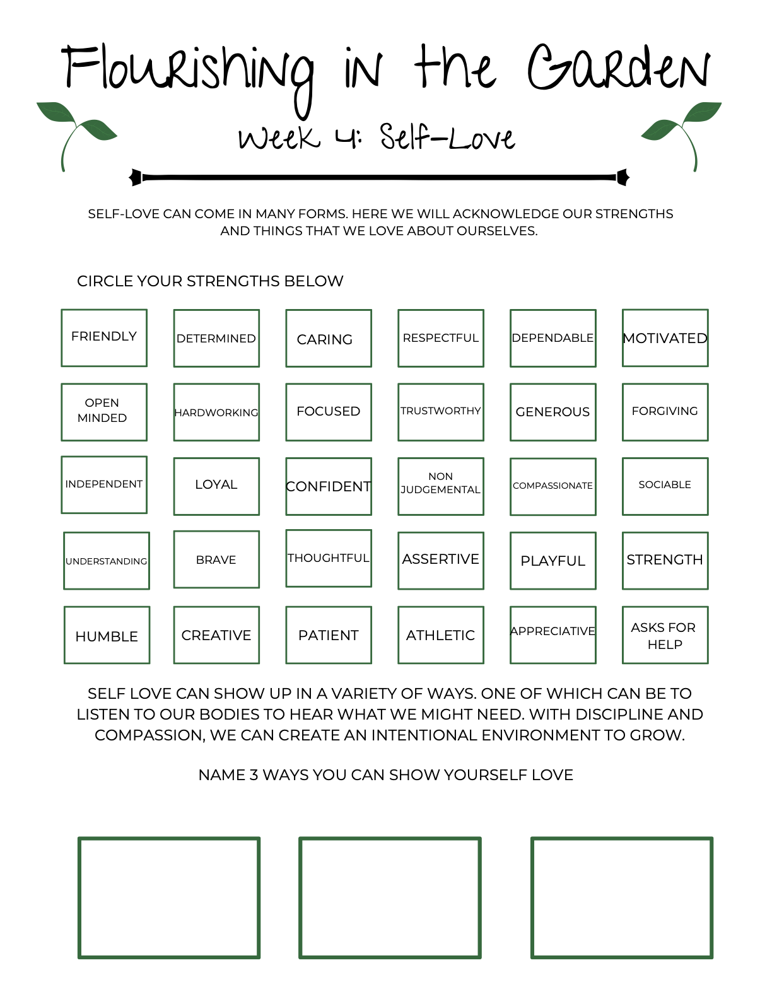 Flourishing in the Garden
Week 4: Self-Love
SELF-LOVE CAN COME IN MANY FORMS. HERE WE WILL ACKNOWLEDGE OUR STRENGTHS
AND THINGS THAT WE LOVE ABOUT OURSELVES.
CIRCLE YOUR STRENGTHS BELOW
FRIENDLY
DETERMINED
CARING
RESPECTFUL
DEPENDABLE
MOTIVATED
OPEN
MINDED
HARDWORKING
FOCUSED
TRUSTWORTHY
GENEROUS
FORGIVING
INDEPENDENT
LOYAL
CONFIDENT
NON
JUDGEMENTAL
COMPASSIONATE
SOCIABLE
UNDERSTANDING
BRAVE
THOUGHTFUL
ASSERTIVE
PLAYFUL
STRENGTH
HUMBLE
CREATIVE
PATIENT
ATHLETIC
APPRECIATIVE
ASKS FOR
HELP
SELF LOVE CAN SHOW UP IN A VARIETY OF WAYS. ONE OF WHICH CAN BE TO
LISTEN TO OUR BODIES TO HEAR WHAT WE MIGHT NEED. WITH DISCIPLINE AND
COMPASSION, WE CAN CREATE AN INTENTIONAL ENVIRONMENT TO GROW.
NAME 3 WAYS YOU CAN SHOW YOURSELF LOVE